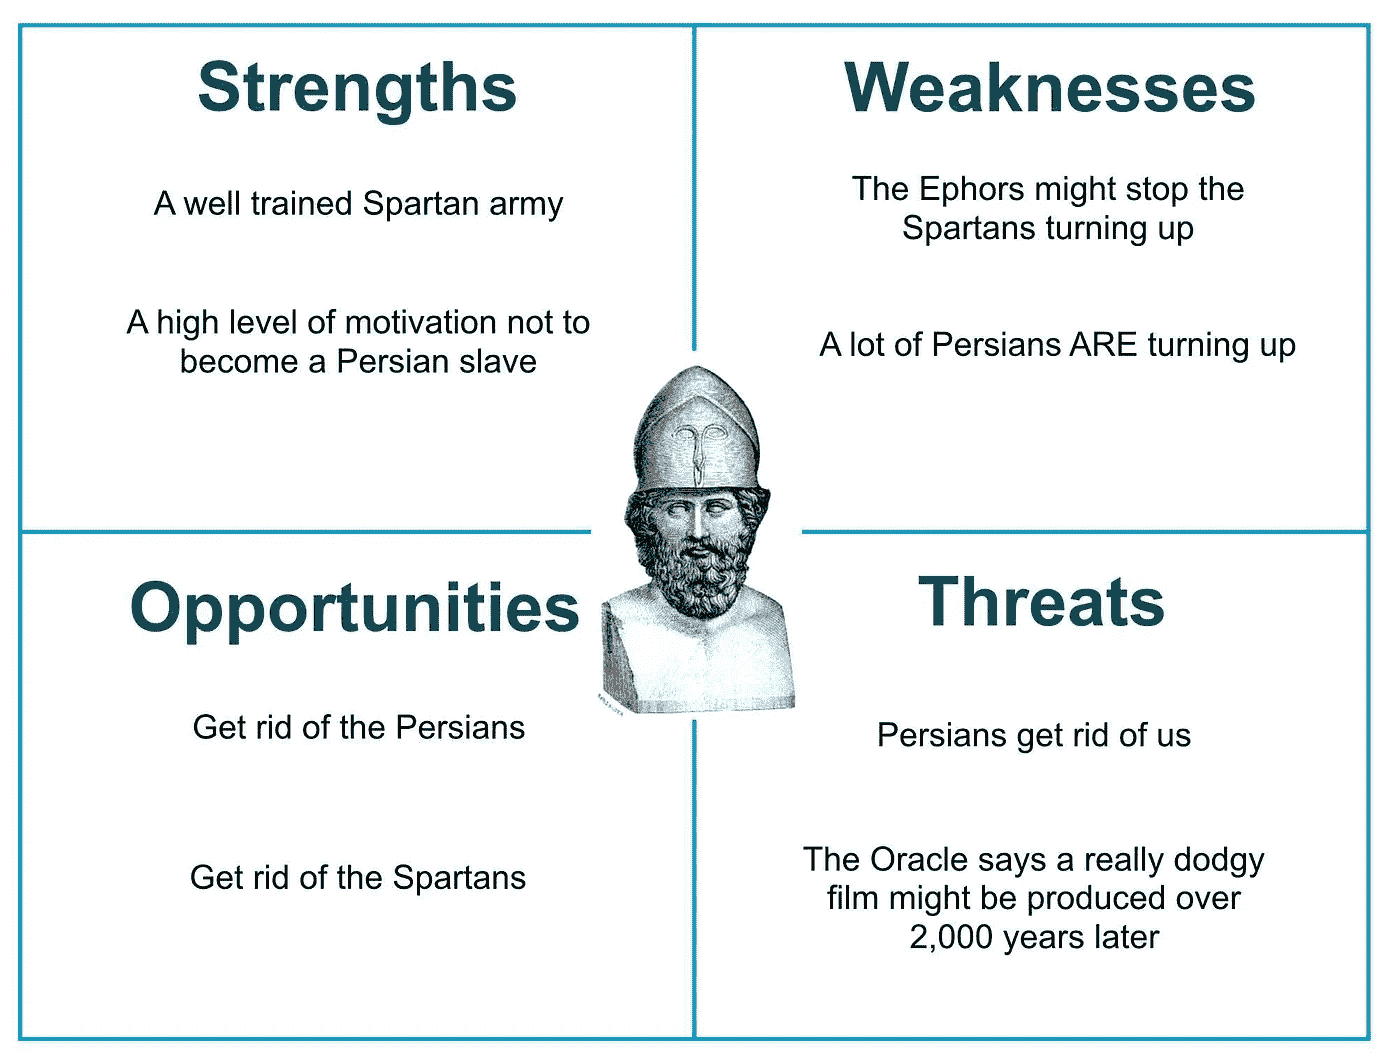 Strengths
A well trained Spartan army
A high level of motivation not to
become a Persian slave
Weaknesses
The Ephors might stop the
Spartans turning up
A lot of Persians ARE turning up
Opportunities
Get rid of the Persians
Get rid of the Spartans
Threats
Persians get rid of us
The Oracle says a really dodgy
film might be produced over
2,000 years later